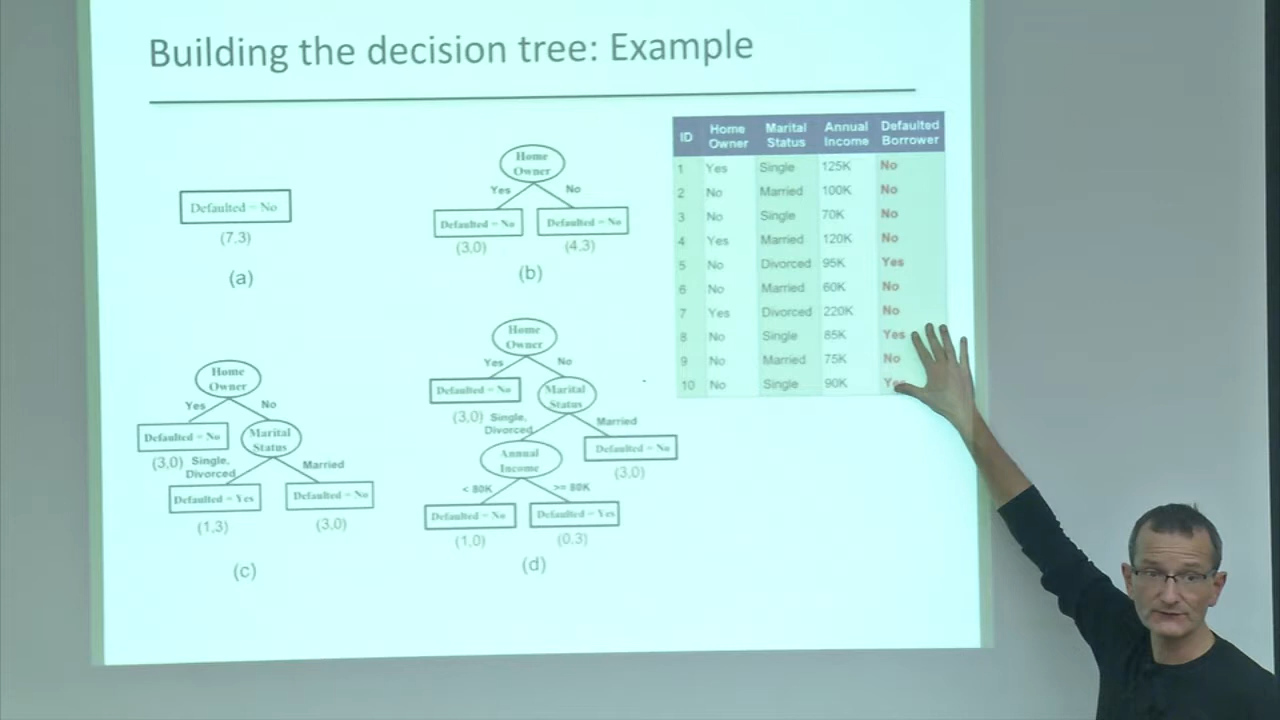 Building the decision tree: Example
Defaulted = No
(7,3)
(a)
Home
Owner
Yes
No
Defaulted = No
Defaulted = No
(3,0)
(4,3)
(b)
Home
Owner
Yes
No
Defaulted = No
(3,0)
Marital
Status
Single,
Divorced
Married
Defaulted = Yes
Defaulted = No
(1,3)
(3,0)
(c)
Home
Owner
Yes
No
Defaulted = No
(3,0)
Marital
Status
Single,
Divorced
Married
Annual
Income
Defaulted = No
(3,0)
< 80K
>= 80K
Defaulted = No
Defaulted = Yes
(1,0)
(0,3)
(d)
ID Home Owner Marital Status Annual Income Defaulted Borrower
1 Yes Single 125K No
2 No Married 100K No
3 No Single 70K No
4 Yes Married 120K No
5 No Divorced 95K Yes
6 No Married 60K No
7 Yes Divorced 220K No
8 No Single 85K Yes
9 No Married 75K No
10 No Single 90K